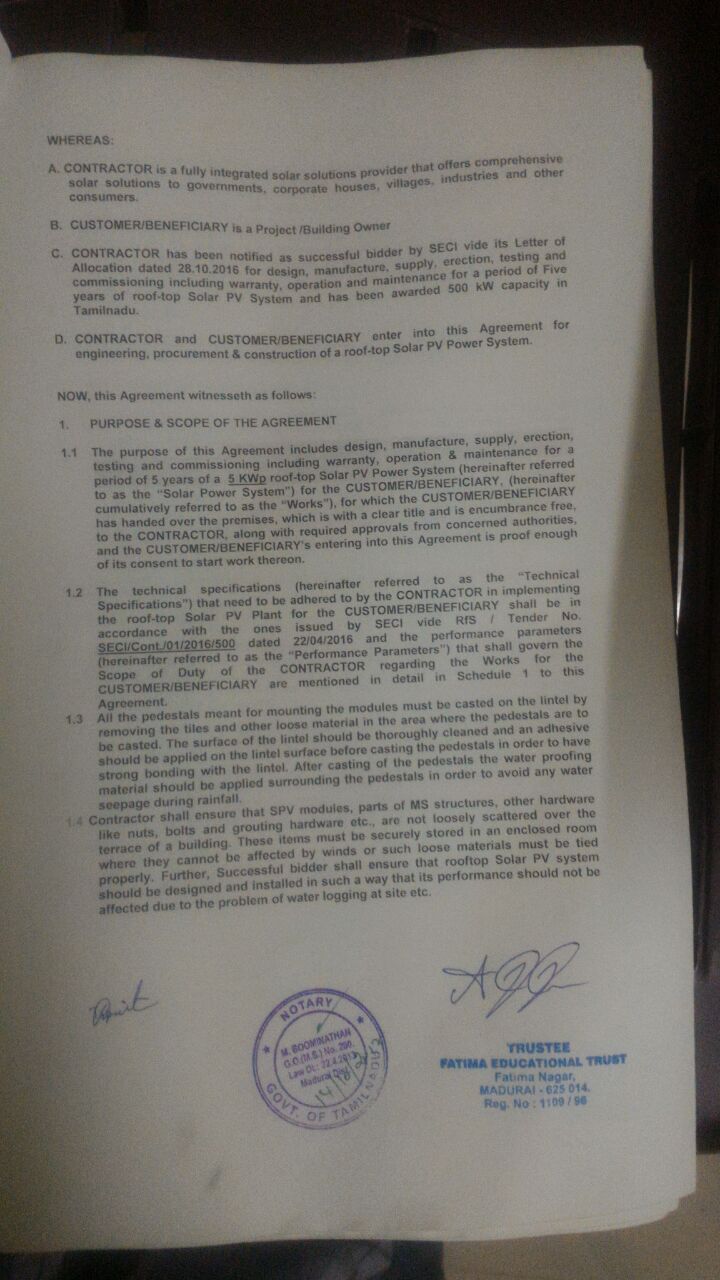 WHEREAS:
A. CONTRACTOR is a fully integrated solar solutions provider that offers comprehensive
solar solutions to governments, corporate houses, villages, industries and other
consumers.
B. CUSTOMER/BENEFICIARY is a Project /Building Owner
C. CONTRACTOR has been notified as successful bidder by SECI vide its Letter of
Allocation dated 28.10.2016 for design, manufacture, supply, erection, testing and
commissioning including warranty, operation and maintenance for a period of Five
years of roof-top Solar PV System and has been awarded 500 kW capacity in
Tamilnadu.
D. CONTRACTOR and CUSTOMER/BENEFICIARY enter into this Agreement for
engineering, procurement & construction of a roof-top Solar PV Power System.
NOW, this Agreement witnesseth as follows:
1. PURPOSE & SCOPE OF THE AGREEMENT
1.1 The purpose of this Agreement includes design, manufacture, supply, erection,
testing and commissioning including warranty, operation & maintenance for a
period of 5 years of a 5 KWp roof-top Solar PV Power System (hereinafter referred
to as the “Solar Power System”) for the CUSTOMER/BENEFICIARY, (hereinafter
cumulatively referred to as the “Works”), for which the CUSTOMER/BENEFICIARY
has handed over the premises, which is with a clear title and is encumbrance free,
to the CONTRACTOR, along with required approvals from concerned authorities,
and the CUSTOMER/BENEFICIARY's entering into this Agreement is proof enough
of its consent to start work thereon.
1.2 The technical specifications (hereinafter referred to as the “Technical
Specifications”) that need to be adhered to by the CONTRACTOR in implementing
the roof-top Solar PV Plant for the CUSTOMER/BENEFICIARY shall be in
accordance with the ones issued by SECI vide RfS / Tender No.
SECI/Cont./01/2016/500 dated 22/04/2016 and the performance parameters
(hereinafter referred to as the “Performance Parameters”) that shall govern the
Scope of Duty of the CONTRACTOR regarding the Works for the
CUSTOMER/BENEFICIARY are mentioned in detail in Schedule 1 to this
Agreement.
1.3 All the pedestals meant for mounting the modules must be casted on the lintel by
removing the tiles and other loose material in the area where the pedestals are to
be casted. The surface of the lintel should be thoroughly cleaned and an adhesive
should be applied on the lintel surface before casting the pedestals in order to have
strong bonding with the lintel. After casting of the pedestals the water proofing
material should be applied surrounding the pedestals in order to avoid any water
seepage during rainfall.
1.4 Contractor shall ensure that SPV modules, parts of MS structures, other hardware
like nuts, bolts and grouting hardware etc., are not loosely scattered over the
terrace of a building. These items must be securely stored in an enclosed room
where they cannot be affected by winds or such loose materials must be tied
properly. Further, Successful bidder shall ensure that rooftop Solar PV system
should be designed and installed in such a way that its performance should not be
affected due to the problem of water logging at site etc.
NOTARY
M. BOOMINATHAN
G.O.(M.S.) No. 200.
Law Dt.: 22.4.2013
Madurai
GOVT. OF TAMILNADU
TRUSTEE
FATIMA EDUCATIONAL TRUST
Fatima Nagar,
MADURAI - 625 014.
Reg. No : 1109 / 96